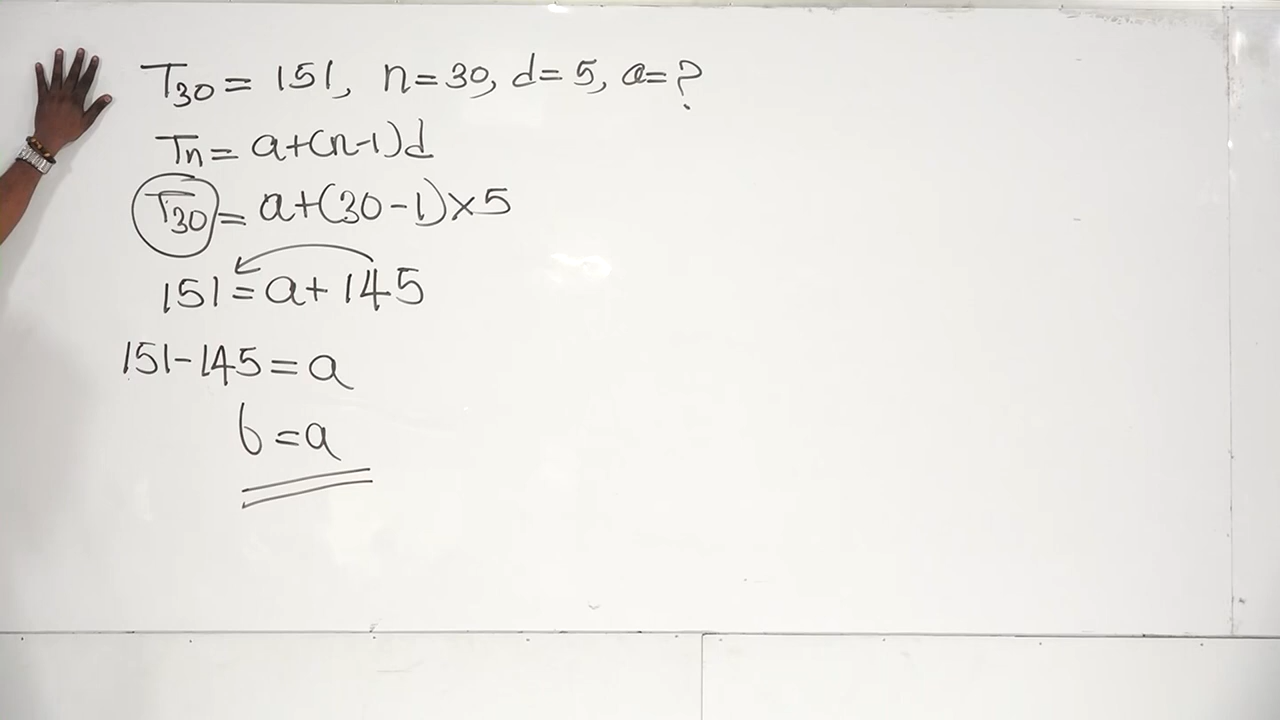 T30 = 151, n=30, d=5, a=?
Tn= a+(n-1)d
T30= a+(30-1)×5
151=a+145
151-145=a
6=a